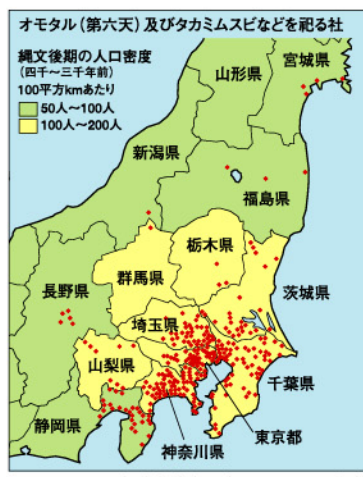 オモタル(第六天)及びタカミムスビなどを祀る社
縄文後期の人口密度
(四千~三千年前)
100平方kmあたり
50人~100人
100人~200人
宮城県
山形県
新潟県
福島県
栃木県
群馬県
茨城県
長野県
埼玉県
山梨県
千葉県
静岡県
東京都
神奈川県